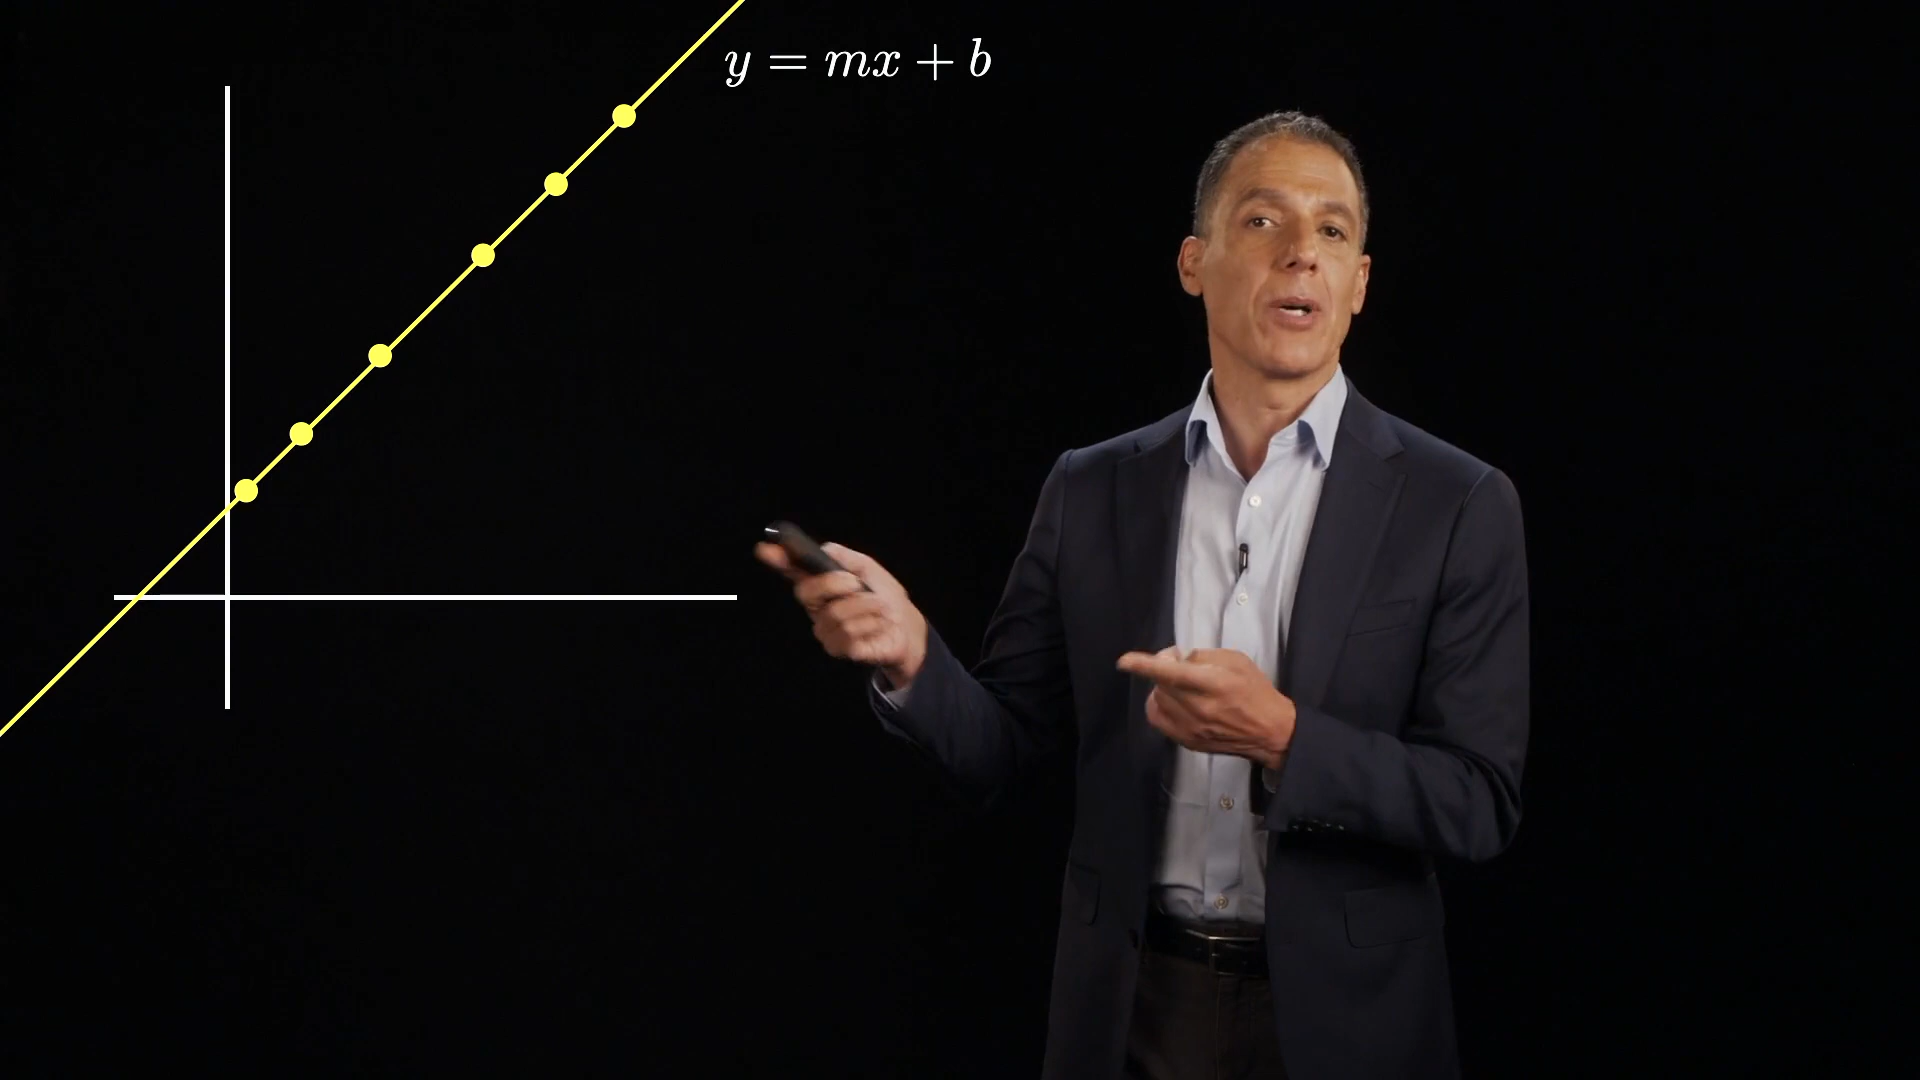 y = mx + b